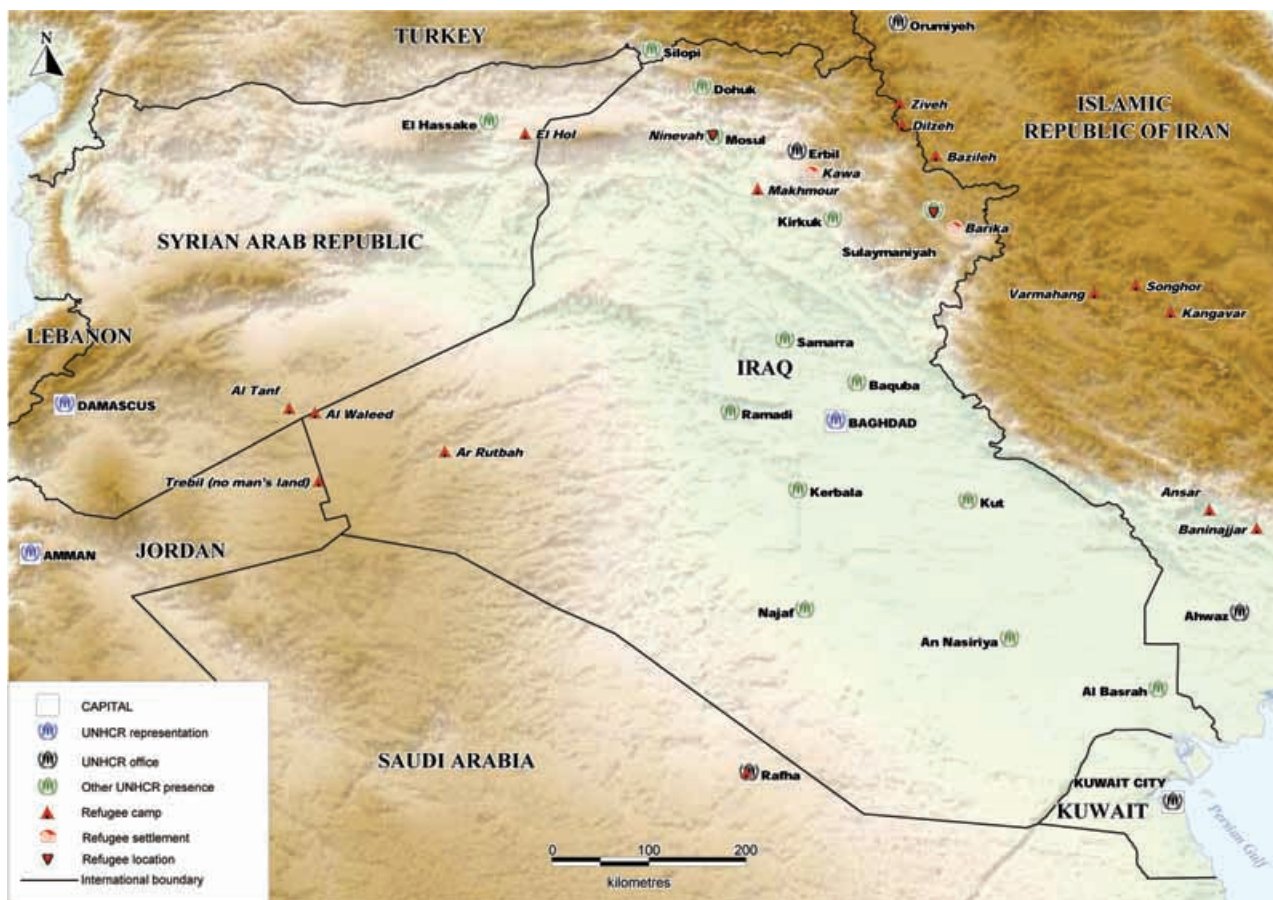 N
TURKEY
Silopi
Orumiyeh
Dohuk
Ziveh
ISLAMIC
REPUBLIC OF IRAN
El Hassake
El Hol
Dilzeh
Ninevah
Mosul
Erbil
Bazileh
Kawa
Makhmour
Kirkuk
Barika
SYRIAN ARAB REPUBLIC
Sulaymaniyah
Varmahang
Songhor
Kangavar
LEBANON
Samarra
IRAQ
Baquba
Al Tanf
DAMASCUS
Al Waleed
Ramadi
BAGHDAD
Ar Rutbah
Trebil (no man's land)
Kerbala
Kut
Ansar
Baninajjar
AMMAN
JORDAN
Najaf
Ahwaz
An Nasiriya
Al Basrah
SAUDI ARABIA
Rafha
KUWAIT CITY
KUWAIT
Persian Gulf
CAPITAL
UNHCR representation
UNHCR office
Other UNHCR presence
Refugee camp
Refugee settlement
Refugee location
International boundary
0 100 200
kilometres